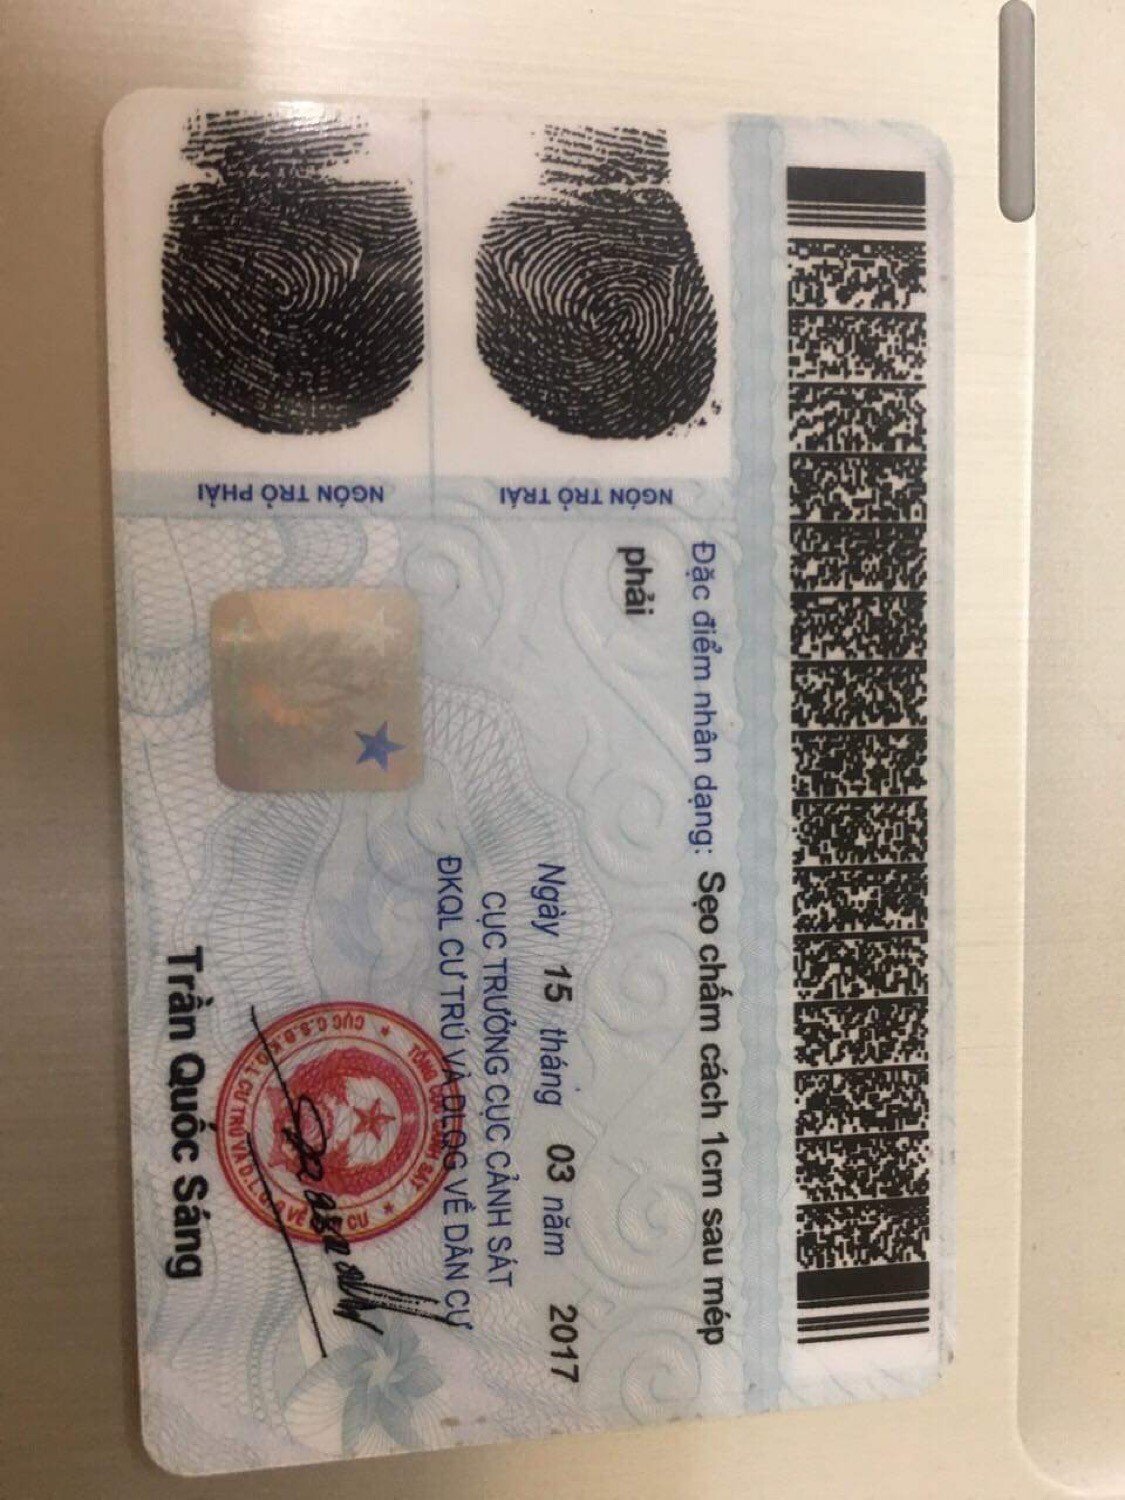 Đặc điểm nhân dạng: Sẹo chấm cách 1cm sau mép
phải
NGÓN TRỎ TRÁI
NGÓN TRỎ PHẢI
Ngày 15 tháng 03 năm 2017
CỤC TRƯỞNG CỤC CẢNH SÁT
ĐKQL CƯ TRÚ VÀ DLQG VỀ DÂN CƯ
Trần Quốc Sáng